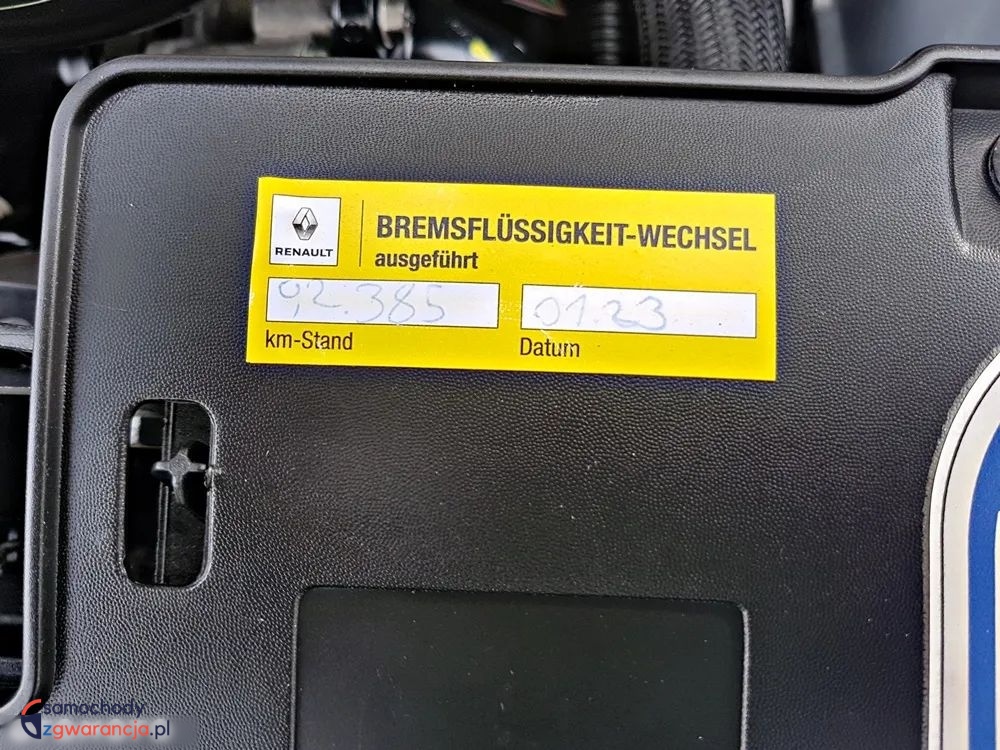 BREMSFLÜSSIGKEIT-WECHSEL
ausgeführt
RENAULT
92.385 01.23
km-Stand Datum
samochody
zgwarancja.pl